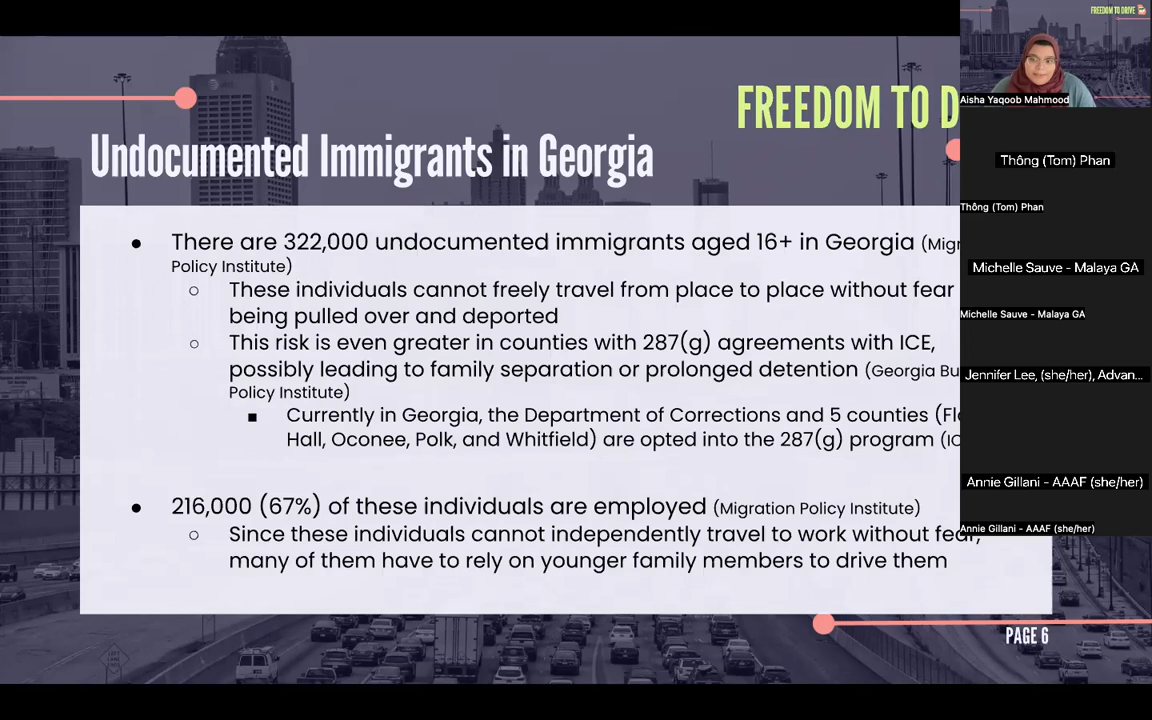 FREEDOM TO D
Undocumented Immigrants in Georgia
● There are 322,000 undocumented immigrants aged 16+ in Georgia (Migr
Policy Institute)
○ These individuals cannot freely travel from place to place without fear
being pulled over and deported
○ This risk is even greater in counties with 287(g) agreements with ICE,
possibly leading to family separation or prolonged detention (Georgia Bu
Policy Institute)
■ Currently in Georgia, the Department of Corrections and 5 counties (Flo
Hall, Oconee, Polk, and Whitfield) are opted into the 287(g) program (IC
● 216,000 (67%) of these individuals are employed (Migration Policy Institute)
○ Since these individuals cannot independently travel to work without fear,
many of them have to rely on younger family members to drive them
PAGE 6
FREEDOM TO DRIVE
Aisha Yaqoob Mahmood
Thông (Tom) Phan
Thông (Tom) Phan
Michelle Sauve - Malaya GA
Michelle Sauve - Malaya GA
Jennifer Lee, (she/her), Advan...
Annie Gillani - AAAF (she/her)
Annie Gillani - AAAF (she/her)